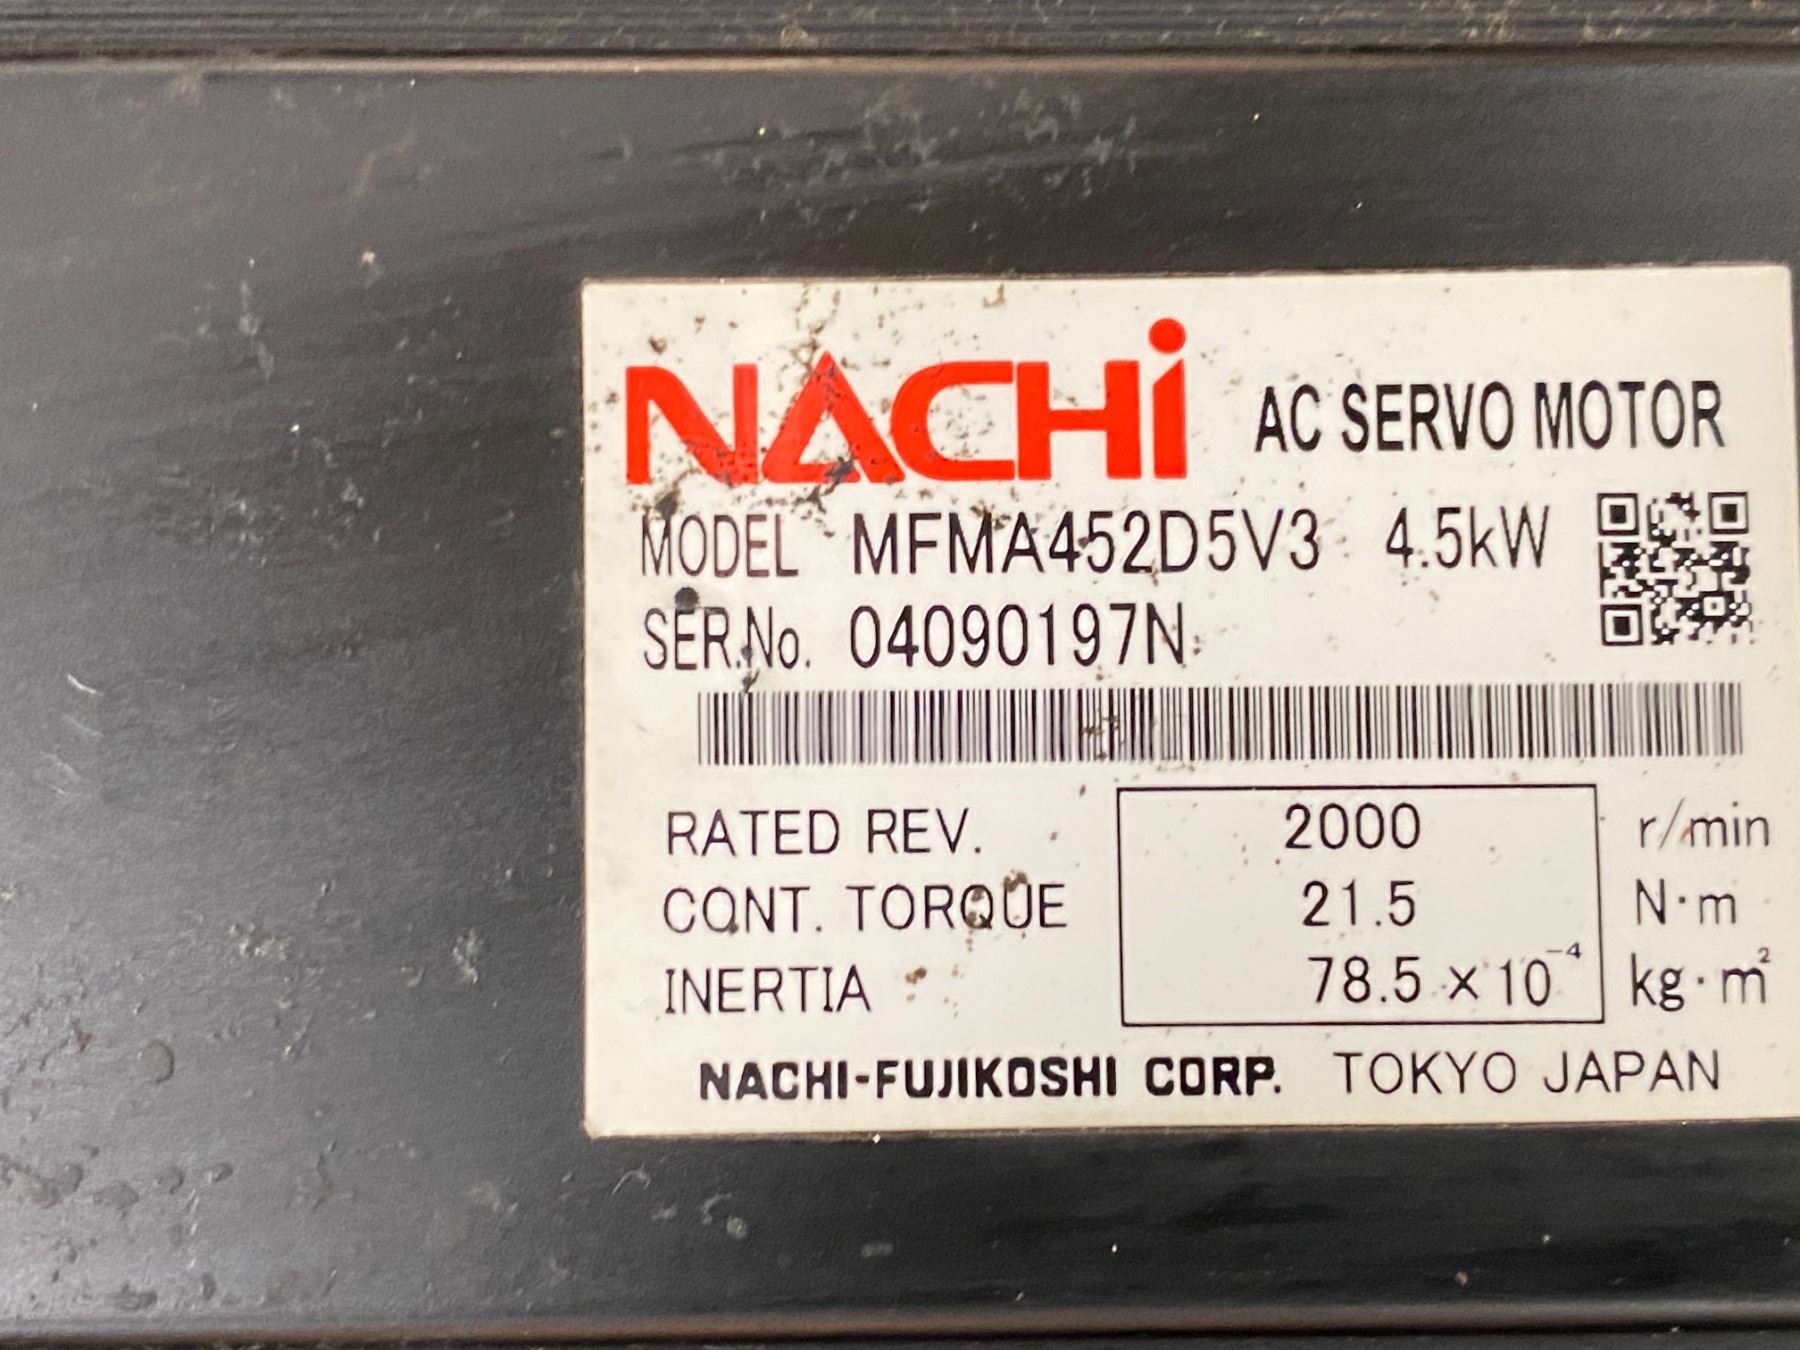 NACHi AC SERVO MOTOR
MODEL MFMA452D5V3 4.5kW
SER.No. 04090197N
RATED REV. 2000 r/min
CONT. TORQUE 21.5 N·m
INERTIA 78.5 × 10⁻⁴ kg·m²
NACHI-FUJIKOSHI CORP. TOKYO JAPAN